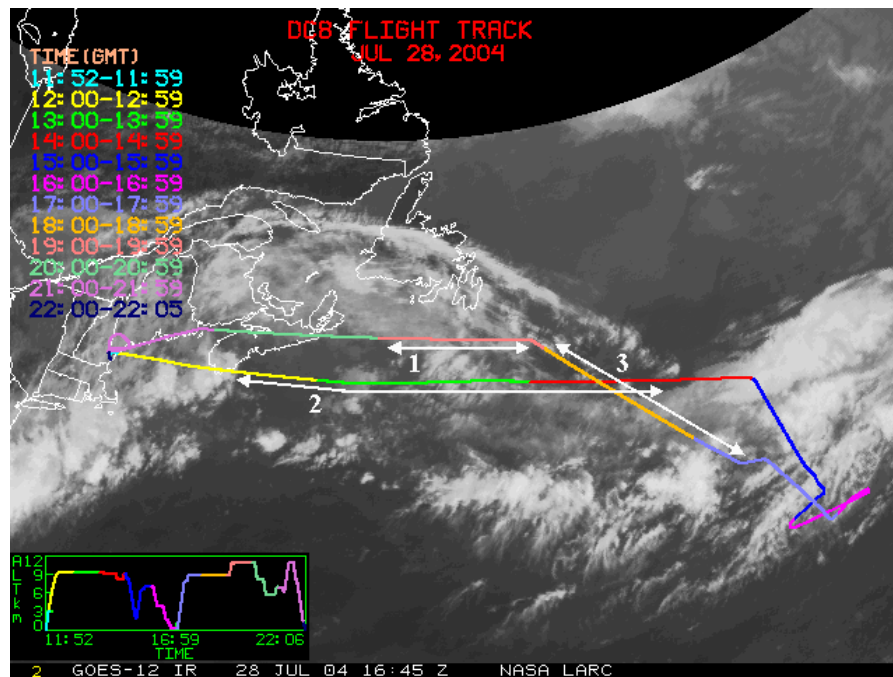 DC8 FLIGHT TRACK
JUL 28, 2004
TIME(GMT)
11:52-11:59
12:00-12:59
13:00-13:59
14:00-14:59
15:00-15:59
16:00-16:59
17:00-17:59
18:00-18:59
19:00-19:59
20:00-20:59
21:00-21:59
22:00-22:05
1
2
3
ALT km
12
9
6
3
0
11:52 16:59 22:06
TIME
2 GOES-12 IR 28 JUL 04 16:45 Z NASA LARC